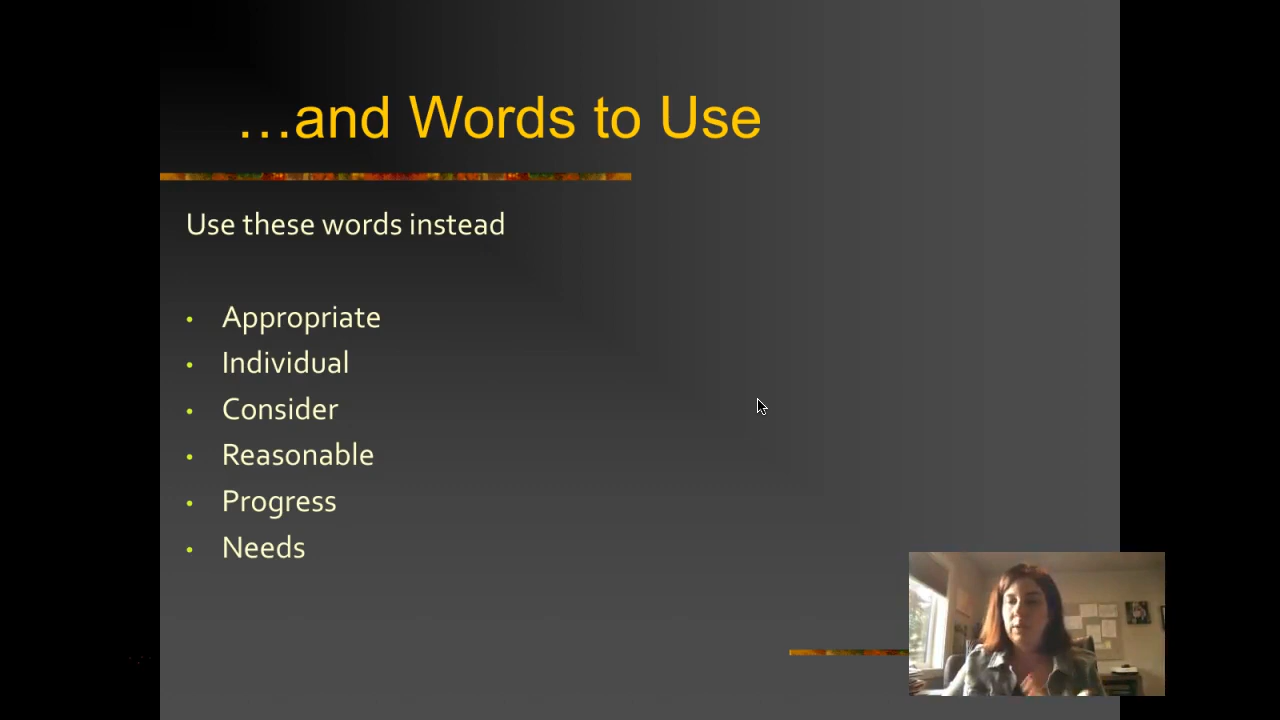 …and Words to Use
Use these words instead
• Appropriate
• Individual
• Consider
• Reasonable
• Progress
• Needs